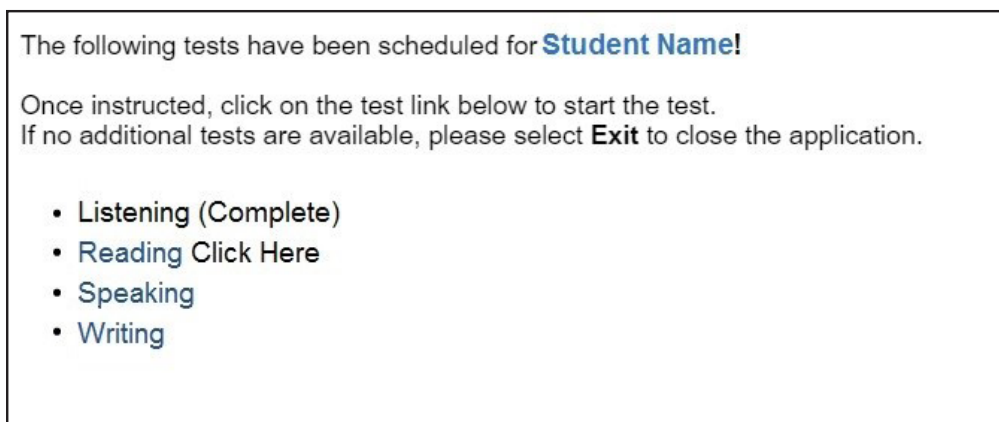 The following tests have been scheduled for Student Name!
Once instructed, click on the test link below to start the test.
If no additional tests are available, please select Exit to close the application.
• Listening (Complete)
• Reading Click Here
• Speaking
• Writing